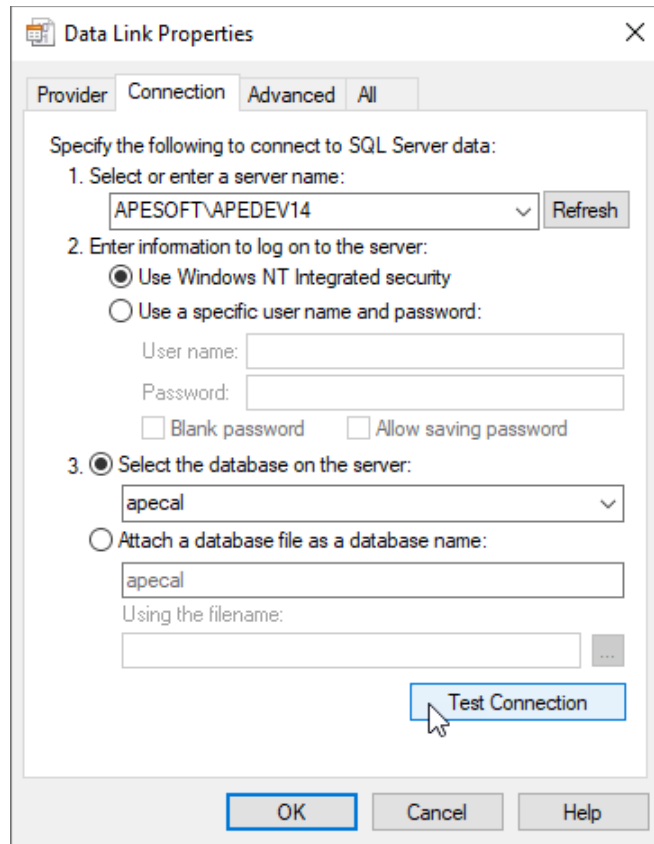 Data Link Properties
Provider Connection Advanced All
Specify the following to connect to SQL Server data:
1. Select or enter a server name:
APESOFT\APEDEV14 Refresh
2. Enter information to log on to the server:
Use Windows NT Integrated security
Use a specific user name and password:
User name:
Password:
Blank password Allow saving password
3. Select the database on the server:
apecal
Attach a database file as a database name:
apecal
Using the filename:
...
Test Connection
OK Cancel Help